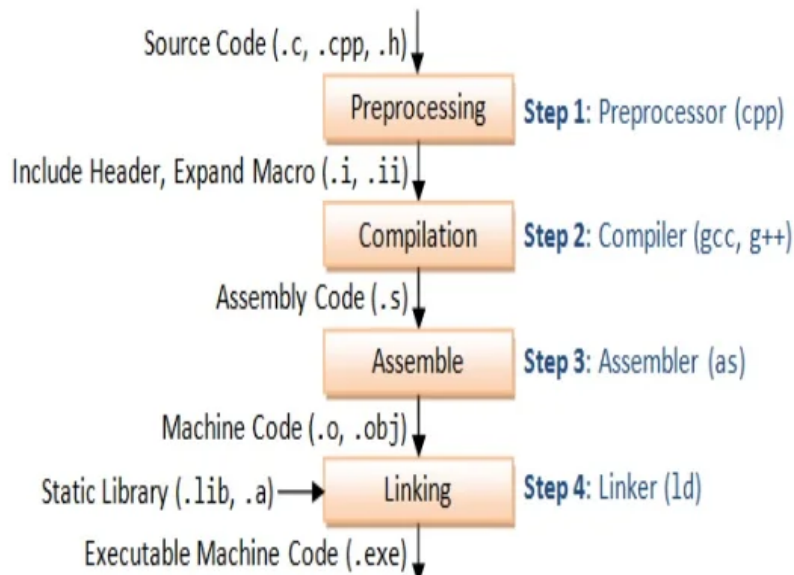 Source Code (.c, .cpp, .h)
Preprocessing
Step 1: Preprocessor (cpp)
Include Header, Expand Macro (.i, .ii)
Compilation
Step 2: Compiler (gcc, g++)
Assembly Code (.s)
Assemble
Step 3: Assembler (as)
Machine Code (.o, .obj)
Static Library (.lib, .a)
Linking
Step 4: Linker (ld)
Executable Machine Code (.exe)